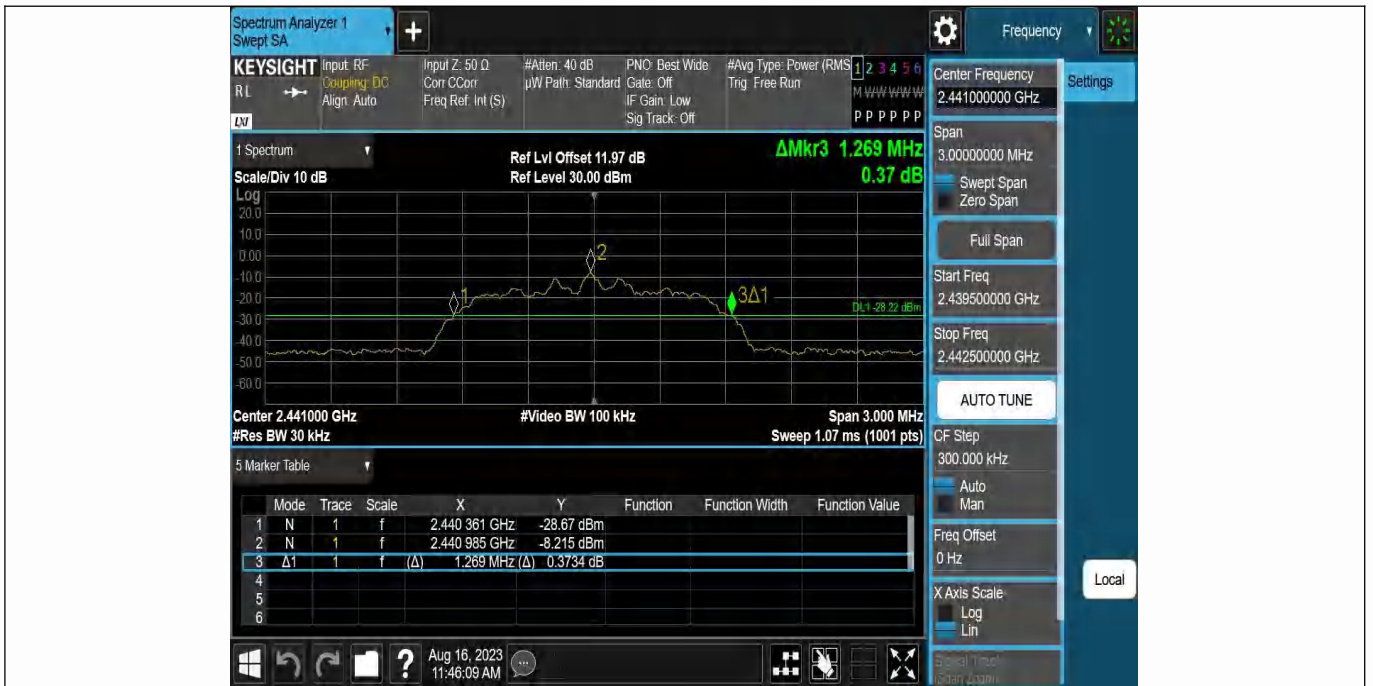 Spectrum Analyzer 1
Swept SA
+
Frequency
KEYSIGHT
RL
LXI
Input: RF
Coupling: DC
Align: Auto
Input Z: 50 Ω
Corr CCorr
Freq Ref: Int (S)
#Atten: 40 dB
µW Path: Standard
PNO: Best Wide
Gate: Off
IF Gain: Low
Sig Track: Off
#Avg Type: Power (RMS
Trig: Free Run
1 2 3 4 5 6
M W W W W W
P P P P P P
1 Spectrum
Scale/Div 10 dB
Ref Lvl Offset 11.97 dB
Ref Level 30.00 dBm
ΔMkr3 1.269 MHz
0.37 dB
Log
20.0
10.0
0.00
-10.0
-20.0
-30.0
-40.0
-50.0
-60.0
1
2
3Δ1
DL1 -28.22 dBm
Center 2.441000 GHz
#Video BW 100 kHz
Span 3.000 MHz
#Res BW 30 kHz
Sweep 1.07 ms (1001 pts)
5 Marker Table
Mode Trace Scale X Y Function Function Width Function Value
1 N 1 f 2.440 361 GHz -28.67 dBm
2 N 1 f 2.440 985 GHz -8.215 dBm
3 Δ1 1 f (Δ) 1.269 MHz (Δ) 0.3734 dB
4
5
6
?
Aug 16, 2023
11:46:09 AM
Center Frequency
2.441000000 GHz
Settings
Span
3.00000000 MHz
Swept Span
Zero Span
Full Span
Start Freq
2.439500000 GHz
Stop Freq
2.442500000 GHz
AUTO TUNE
CF Step
300.000 kHz
Auto
Man
Freq Offset
0 Hz
Local
X Axis Scale
Log
Lin
Signal Track
(Span Zoom)